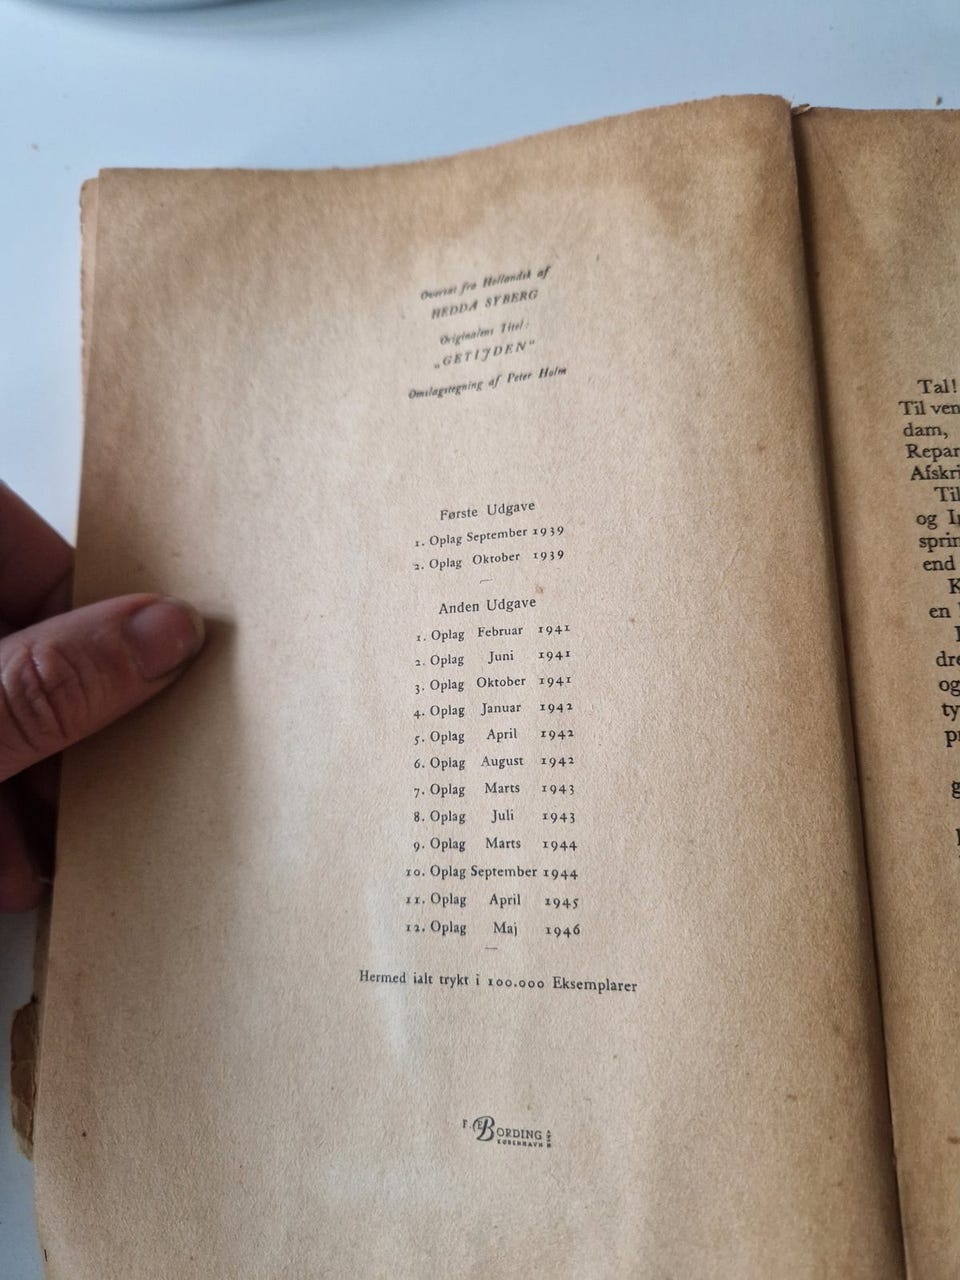 Oversat fra Hollandsk af
HEDDA SYBERG
Originalens Titel:
„GETIJDEN"
Omslagstegning af Peter Holm
Første Udgave
1. Oplag September 1939
2. Oplag Oktober 1939
Anden Udgave
1. Oplag Februar 1941
2. Oplag Juni 1941
3. Oplag Oktober 1941
4. Oplag Januar 1942
5. Oplag April 1942
6. Oplag August 1942
7. Oplag Marts 1943
8. Oplag Juli 1943
9. Oplag Marts 1944
10. Oplag September 1944
11. Oplag April 1945
12. Oplag Maj 1946
Hermed ialt trykt i 100.000 Eksemplarer
F. E. BORDING
KØBENHAVN
Tal!
Til ven
dam,
Repar
Afskri
Til
og I
sprin
end
K
en
dre
og
ty
p
g